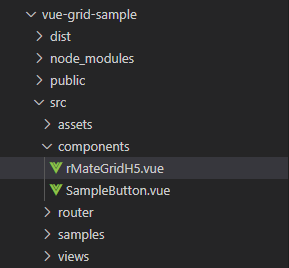 vue-grid-sample
dist
node_modules
public
src
assets
components
rMateGridH5.vue
SampleButton.vue
router
samples
views